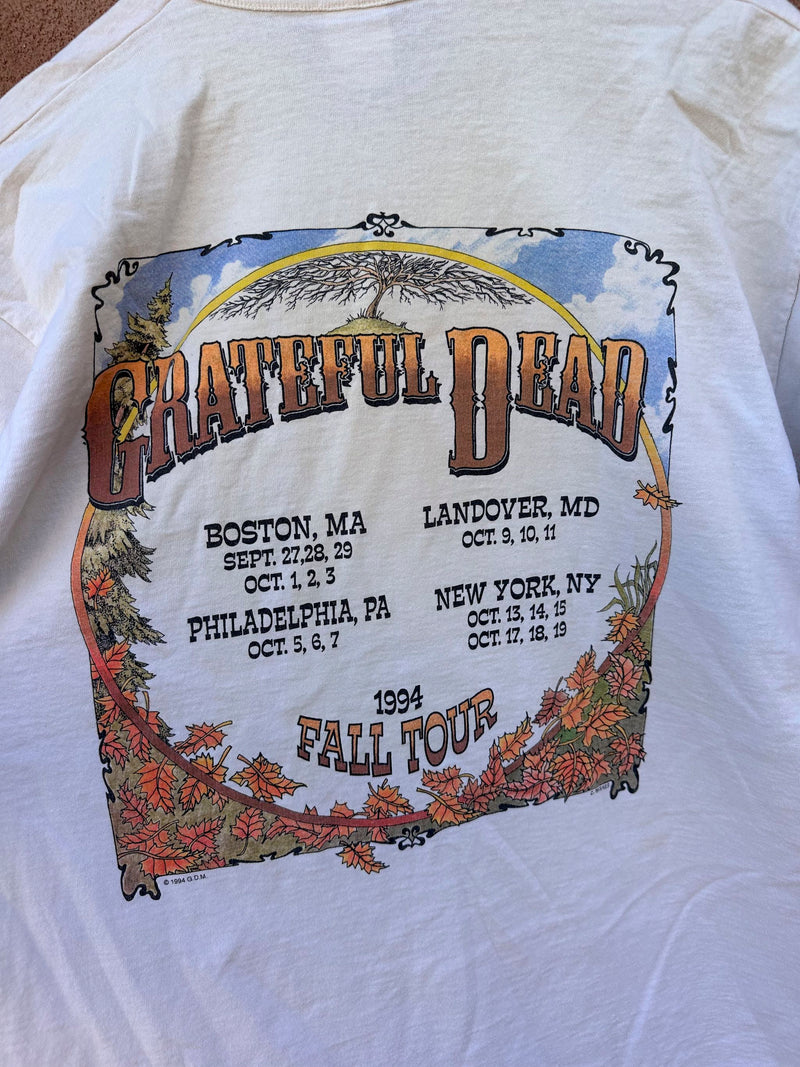 GRATEFUL DEAD
BOSTON, MA
SEPT. 27,28, 29
OCT. 1, 2, 3
PHILADELPHIA, PA
OCT. 5, 6, 7
LANDOVER, MD
OCT. 9, 10, 11
NEW YORK, NY
OCT. 13, 14, 15
OCT. 17, 18, 19
1994
FALL TOUR
© 1994 G.D.M.